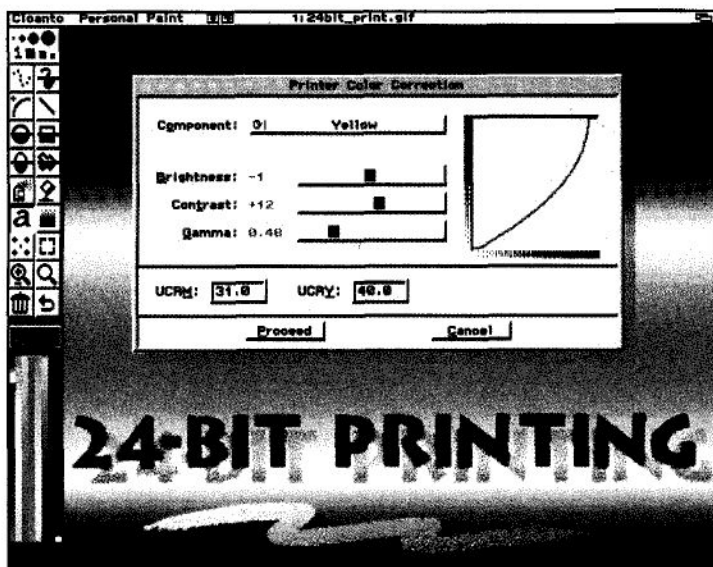 Cloanto Personal Paint 1:24bit_print.gif
Printer Color Correction
Component: Yellow
Brightness: -1
Contrast: +12
Gamma: 0.48
UCRM: 31.0 UCRY: 40.0
Proceed Cancel
a
24-BIT PRINTING